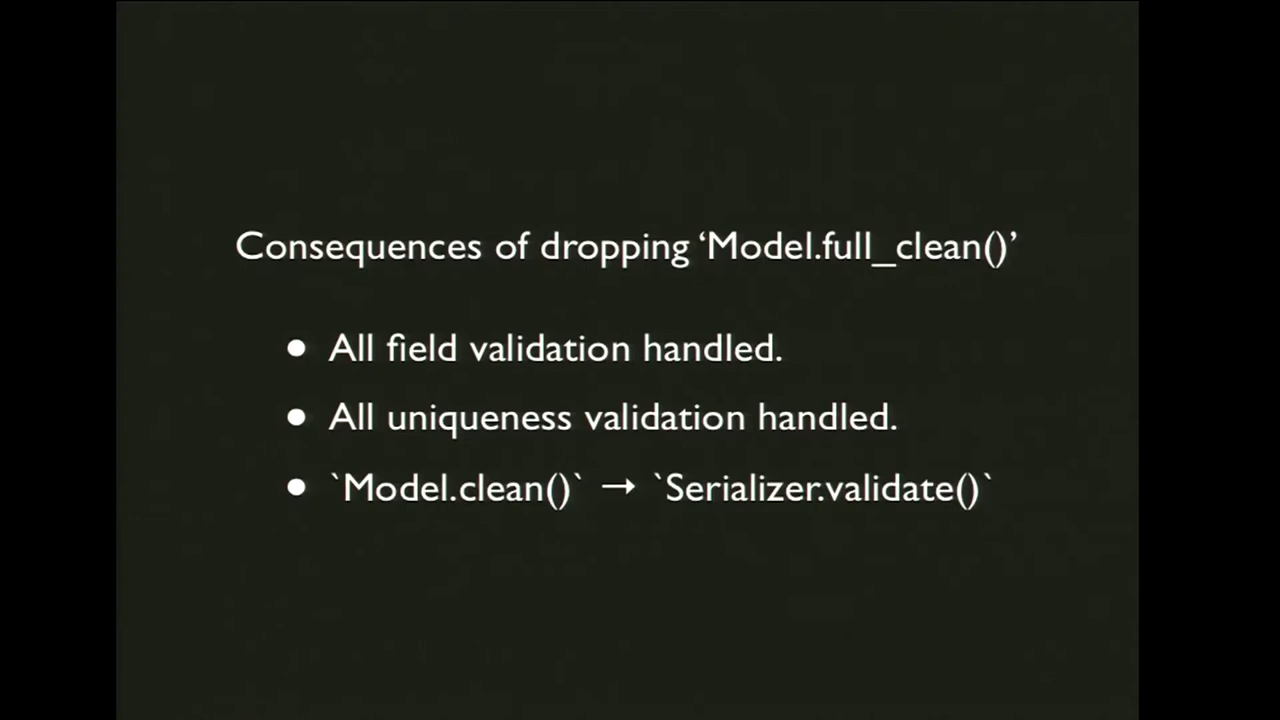 Consequences of dropping ‘Model.full_clean()’
● All field validation handled.
● All uniqueness validation handled.
● `Model.clean()` → `Serializer.validate()`